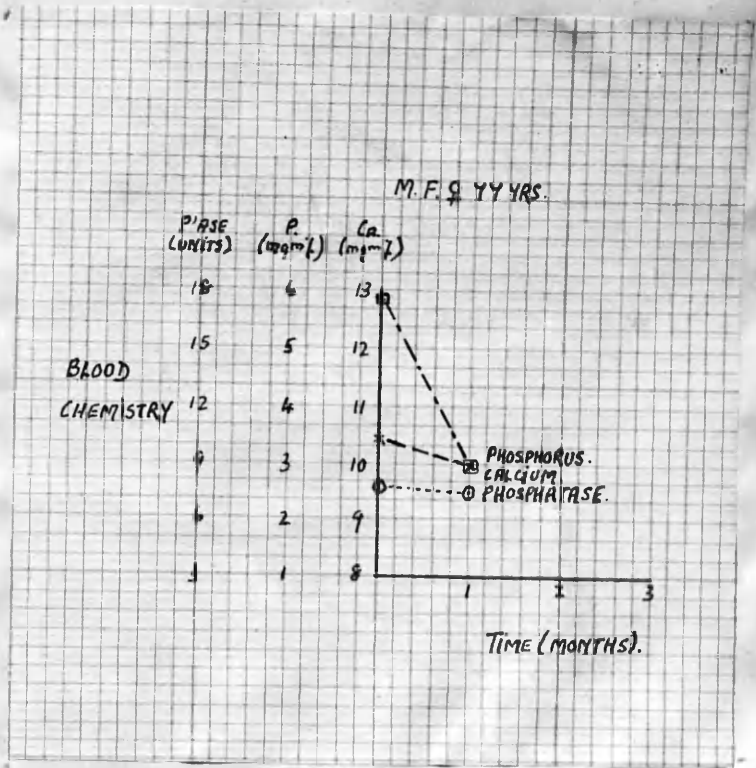 M.F. ♀ 44 YRS.
P'ASE P. Ca.
(UNITS) (mgm%) (mgm%)
18 6 13
15 5 12
BLOOD
CHEMISTRY 12 4 11
9 3 10
PHOSPHORUS.
CALCIUM
PHOSPHATASE.
6 2 9
3 1 8
1 2 3
TIME (MONTHS).